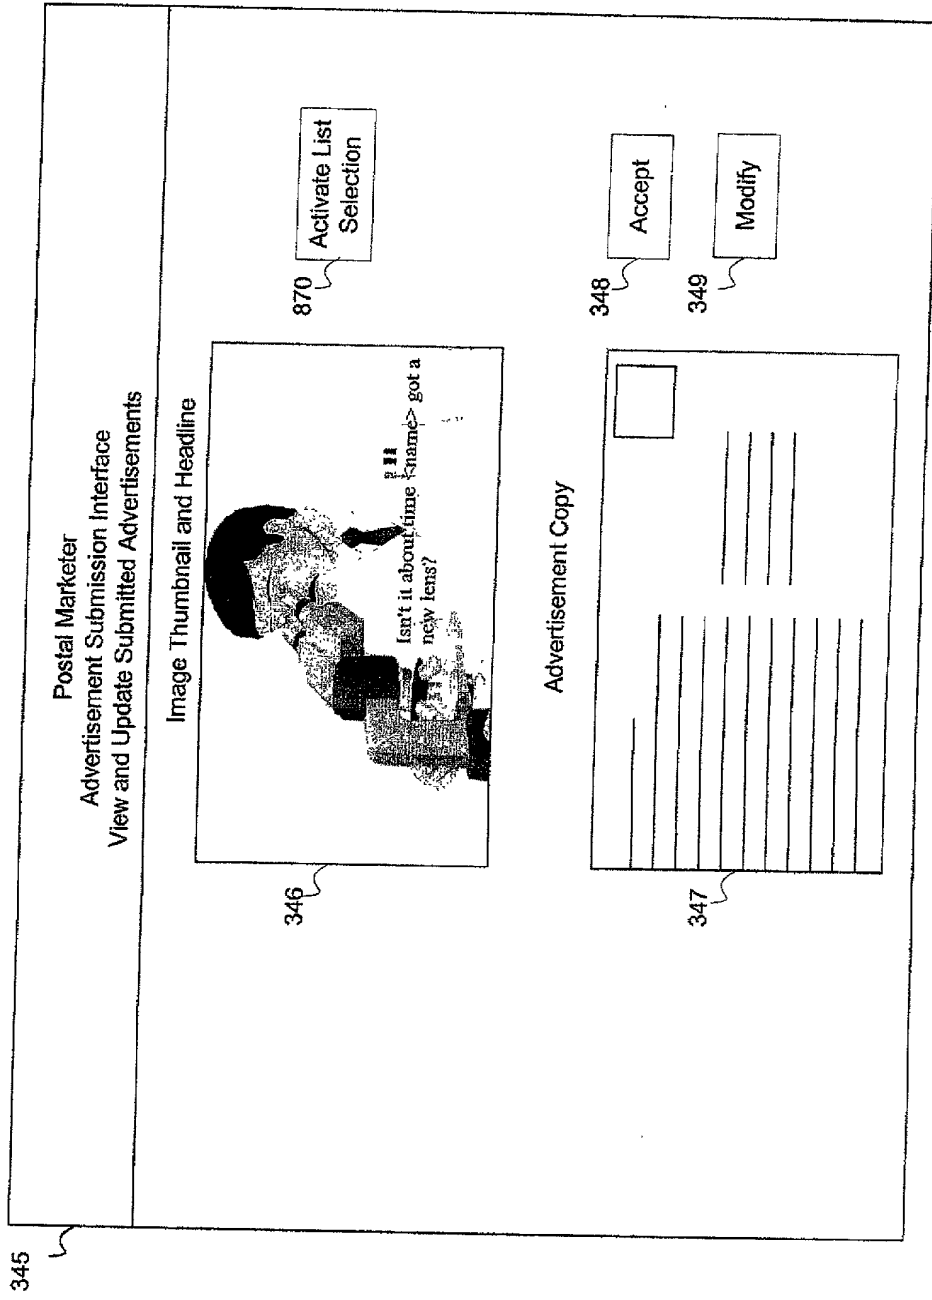 345
Postal Marketer
Advertisement Submission Interface
View and Update Submitted Advertisements
Image Thumbnail and Headline
346
Isn't it about time <name> got a
new lens?
870
Activate List
Selection
Advertisement Copy
347
348
Accept
349
Modify